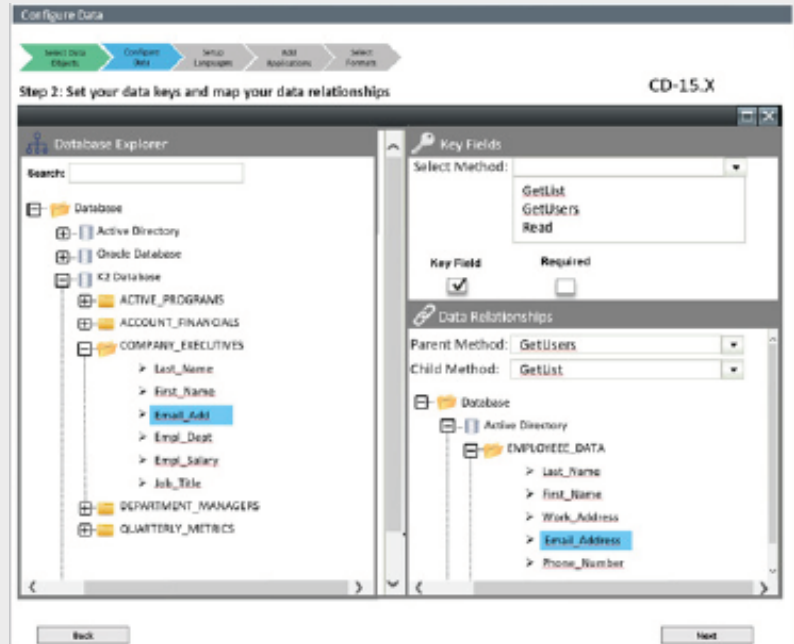 Configure Data
Select Data Objects
Configure Data
Setup Languages
Add Applications
Select Formats
Step 2: Set your data keys and map your data relationships
CD-15.X
Database Explorer
Search:
Database
Active Directory
Oracle Database
K2 Database
ACTIVE_PROGRAMS
ACCOUNT_FINANCIALS
COMPANY_EXECUTIVES
Last_Name
First_Name
Email_Add
Empl_Dept
Empl_Salary
Job_Title
DEPARTMENT_MANAGERS
QUARTERLY_METRICS
Key Fields
Select Method:
GetList
GetUsers
Read
Key Field Required
Data Relationships
Parent Method: GetUsers
Child Method: GetList
Database
Active Directory
EMPLOYEEE_DATA
Last_Name
First_Name
Work_Address
Email_Address
Phone_Number
Back
Next